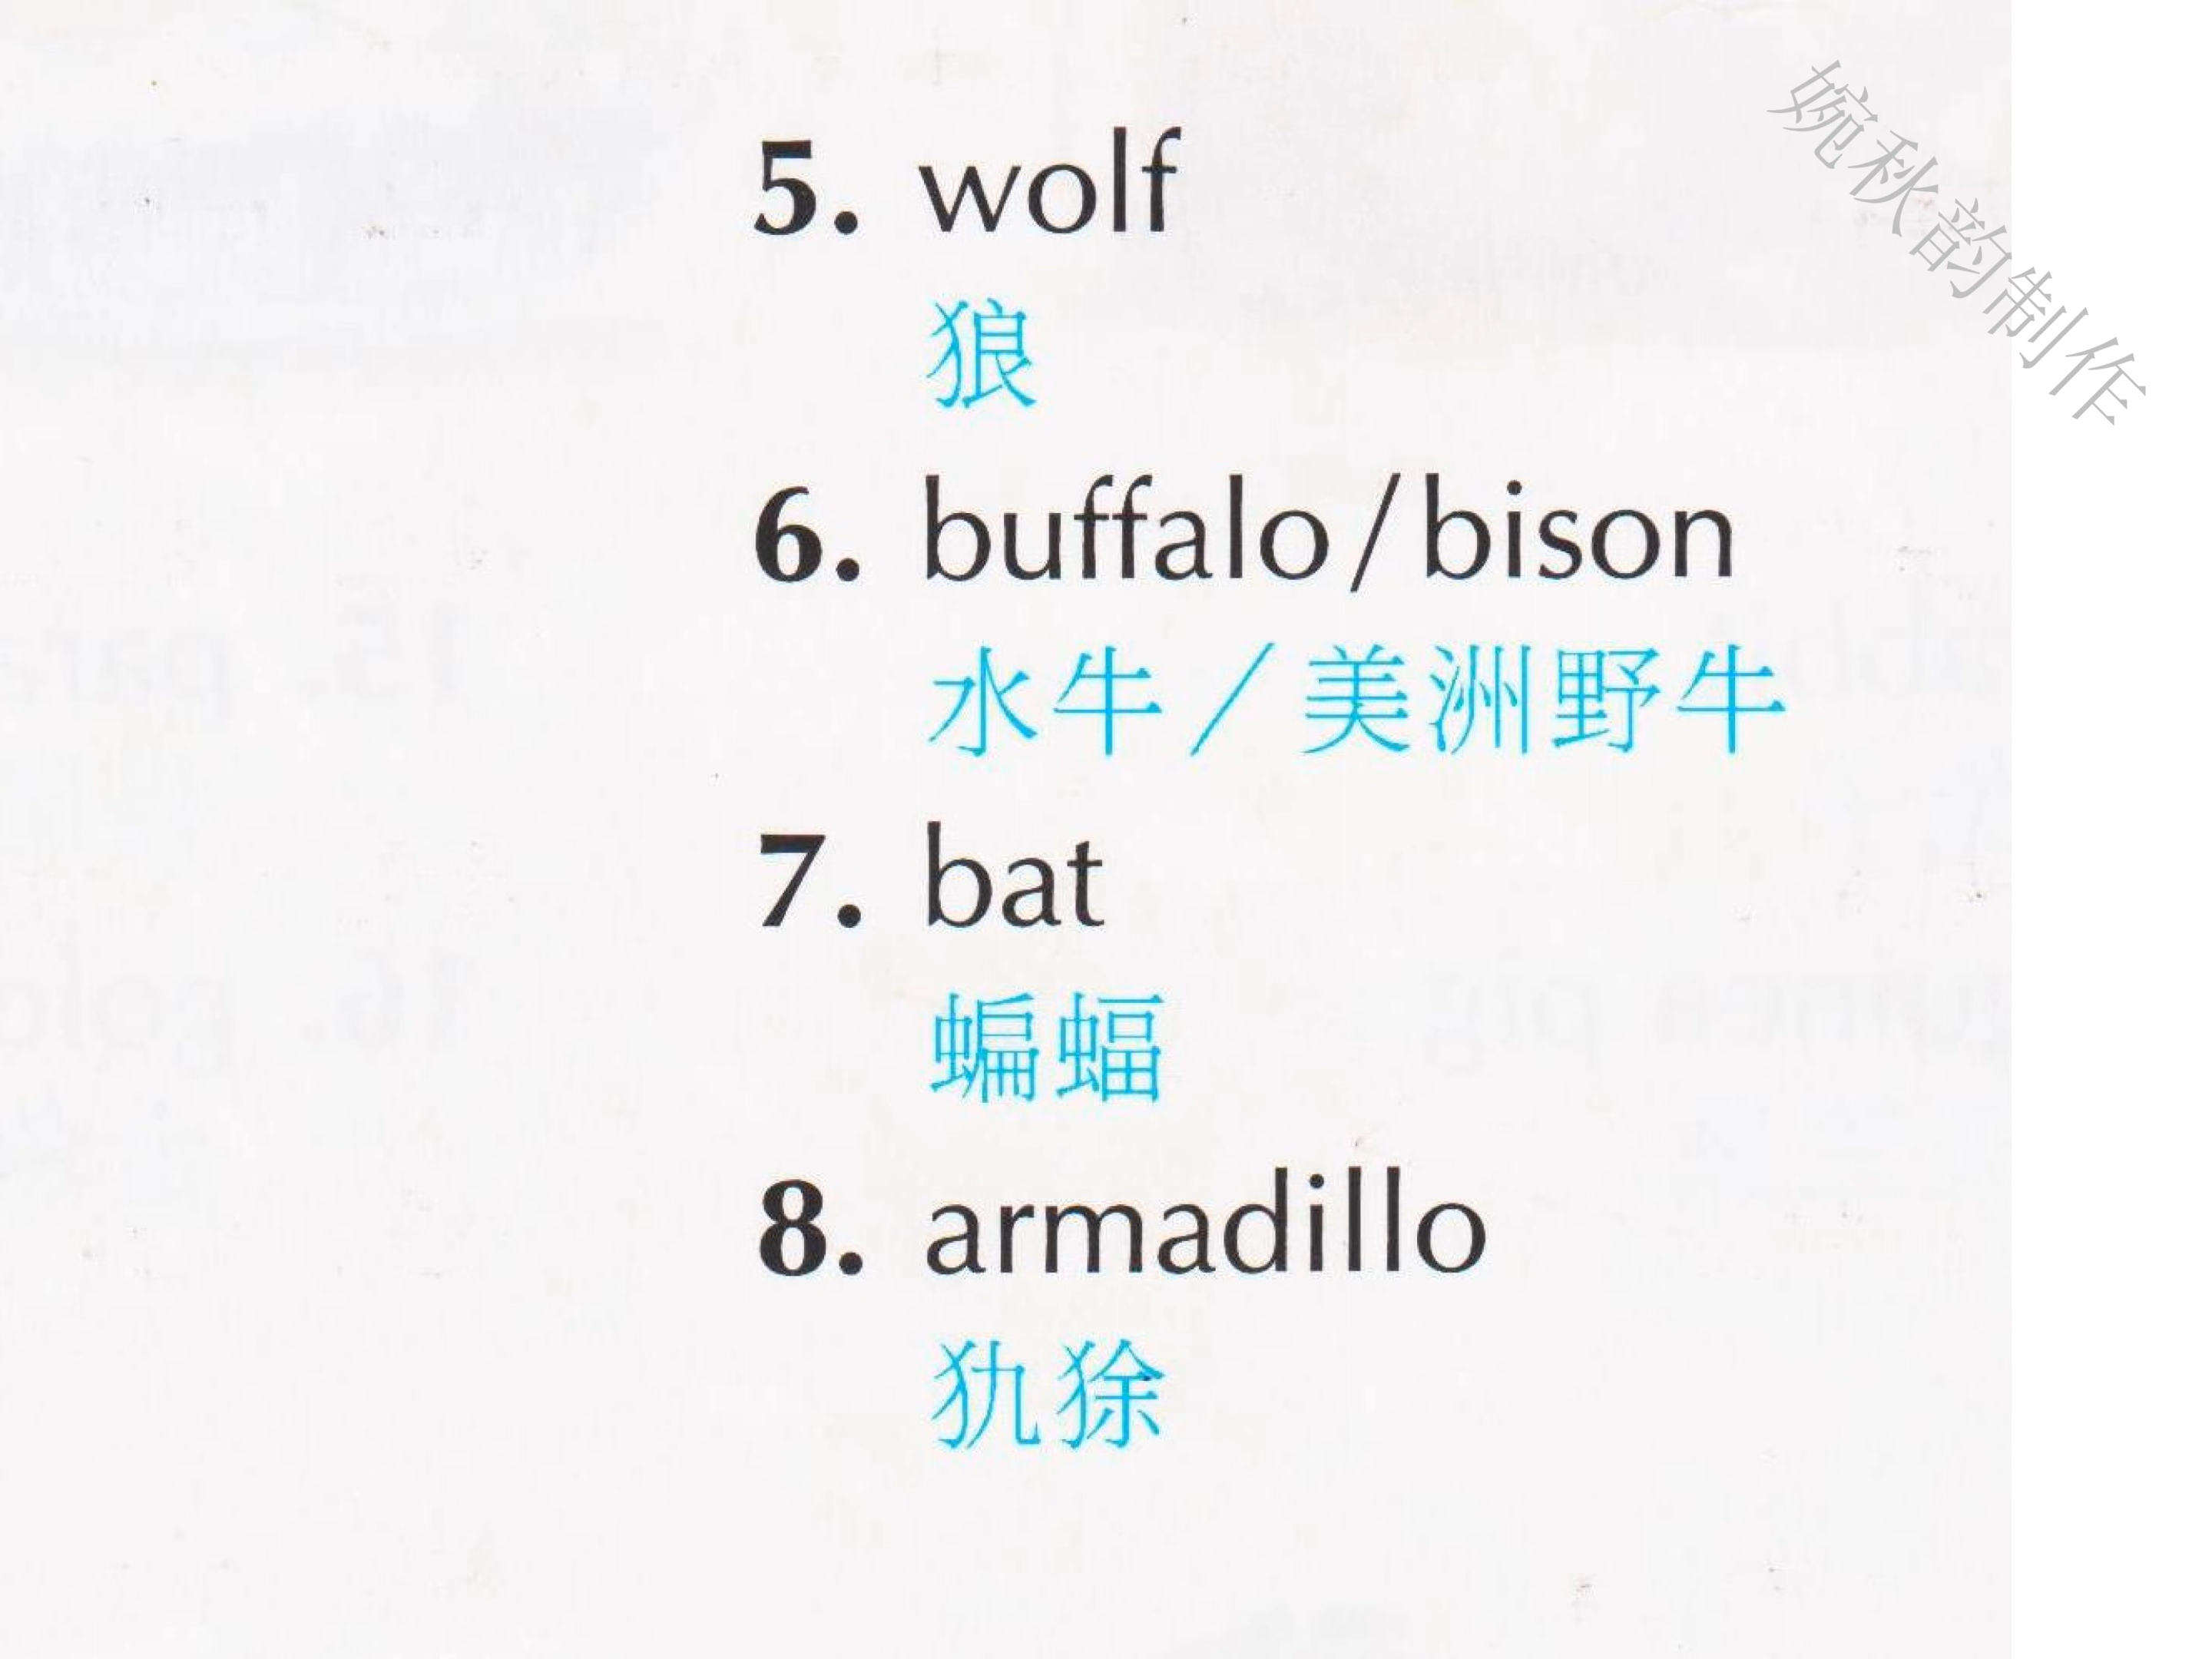 婉秋韵制作
5. wolf
狼
6. buffalo/bison
水牛／美洲野牛
7. bat
蝙蝠
8. armadillo
犰狳